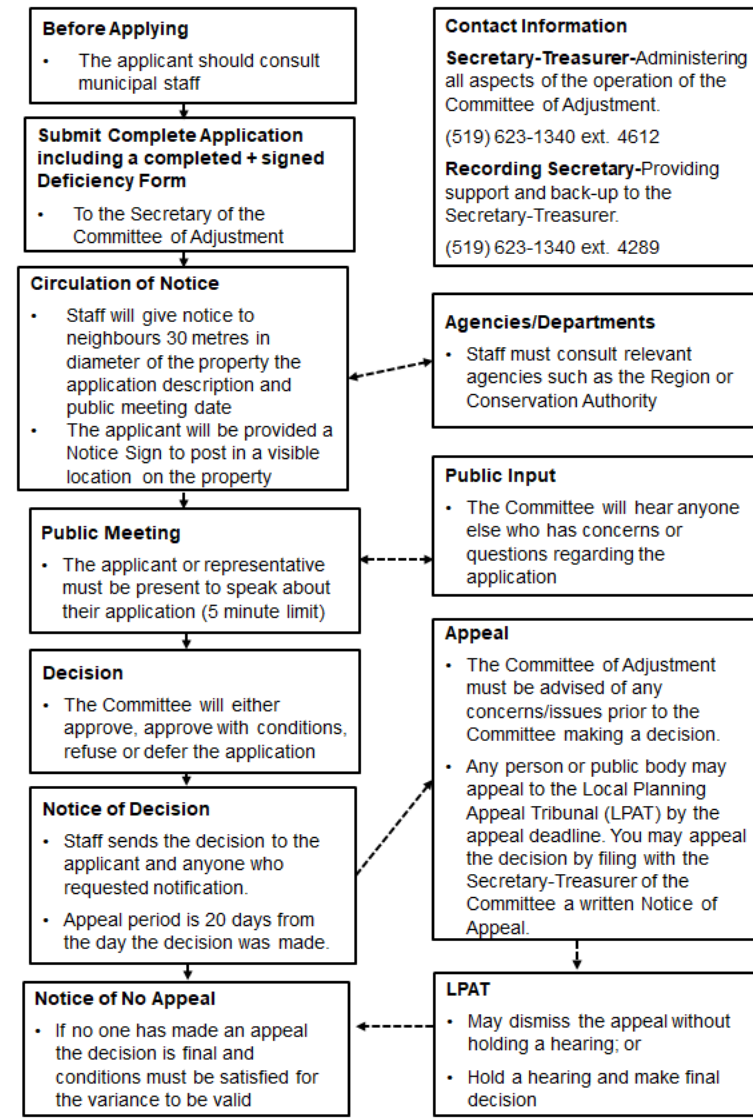 Before Applying
• The applicant should consult
municipal staff
Submit Complete Application
including a completed + signed
Deficiency Form
• To the Secretary of the
Committee of Adjustment
Circulation of Notice
• Staff will give notice to
neighbours 30 metres in
diameter of the property the
application description and
public meeting date
• The applicant will be provided a
Notice Sign to post in a visible
location on the property
Public Meeting
• The applicant or representative
must be present to speak about
their application (5 minute limit)
Decision
• The Committee will either
approve, approve with conditions,
refuse or defer the application
Notice of Decision
• Staff sends the decision to the
applicant and anyone who
requested notification.
• Appeal period is 20 days from
the day the decision was made.
Notice of No Appeal
• If no one has made an appeal
the decision is final and
conditions must be satisfied for
the variance to be valid
Contact Information
Secretary-Treasurer-Administering
all aspects of the operation of the
Committee of Adjustment.
(519) 623-1340 ext. 4612
Recording Secretary-Providing
support and back-up to the
Secretary-Treasurer.
(519) 623-1340 ext. 4289
Agencies/Departments
• Staff must consult relevant
agencies such as the Region or
Conservation Authority
Public Input
• The Committee will hear anyone
else who has concerns or
questions regarding the
application
Appeal
• The Committee of Adjustment
must be advised of any
concerns/issues prior to the
Committee making a decision.
• Any person or public body may
appeal to the Local Planning
Appeal Tribunal (LPAT) by the
appeal deadline. You may appeal
the decision by filing with the
Secretary-Treasurer of the
Committee a written Notice of
Appeal.
LPAT
• May dismiss the appeal without
holding a hearing; or
• Hold a hearing and make final
decision